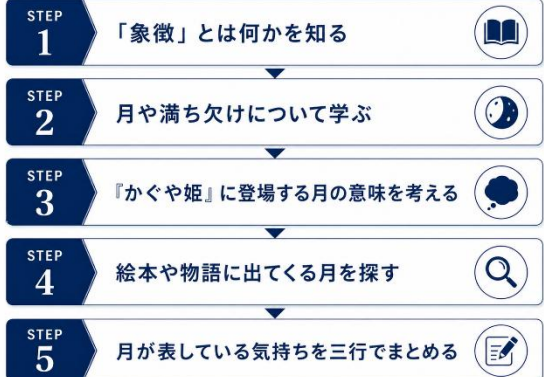 STEP
1
「象徴」とは何かを知る
STEP
2
月や満ち欠けについて学ぶ
STEP
3
『かぐや姫』に登場する月の意味を考える
STEP
4
絵本や物語に出てくる月を探す
STEP
5
月が表している気持ちを三行でまとめる